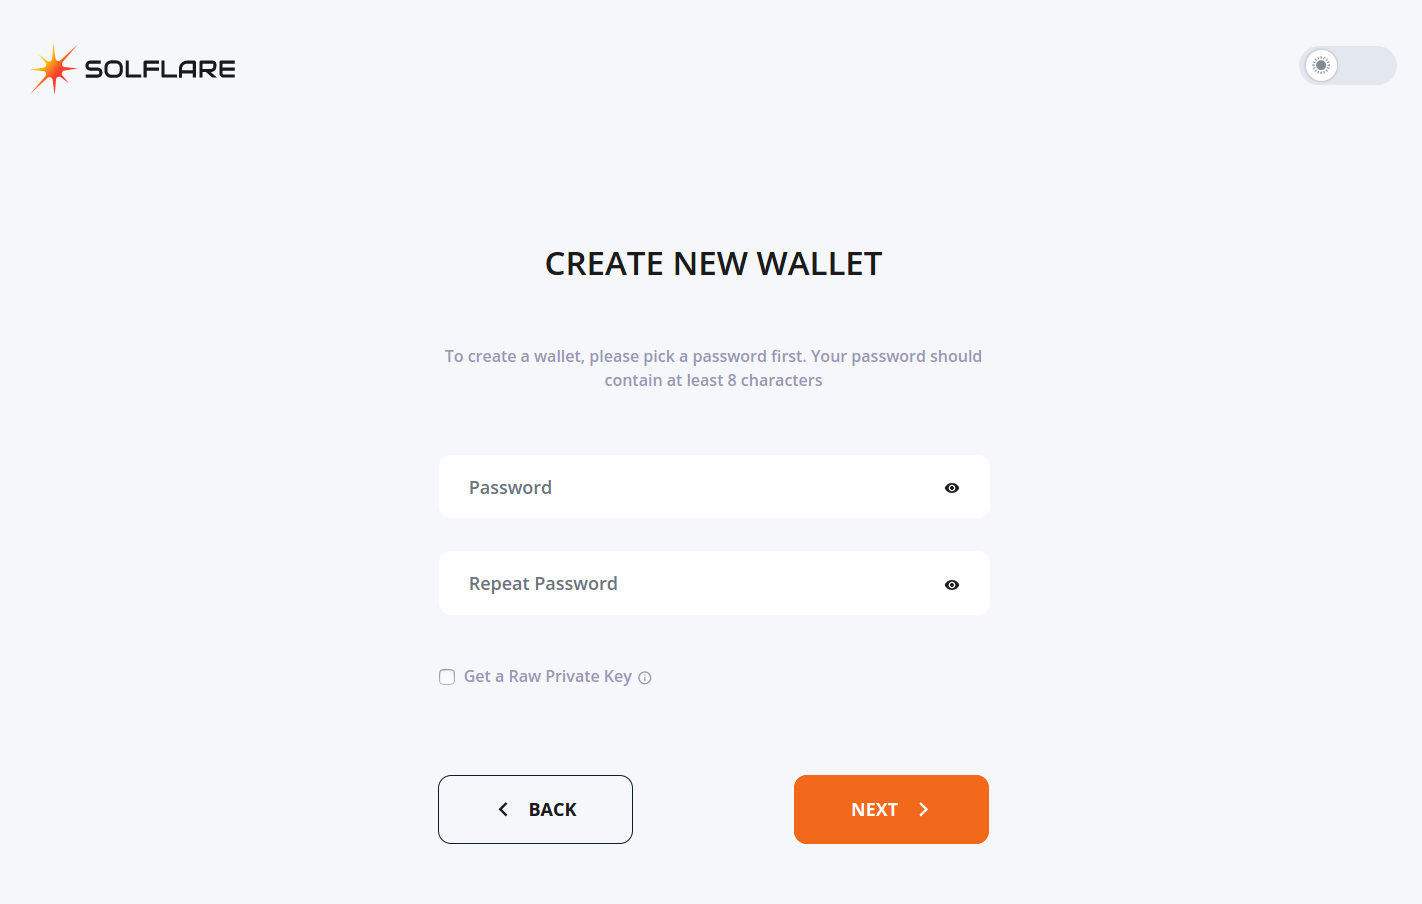 SOLFLARE
CREATE NEW WALLET
To create a wallet, please pick a password first. Your password should
contain at least 8 characters
Password
Repeat Password
Get a Raw Private Key
BACK
NEXT